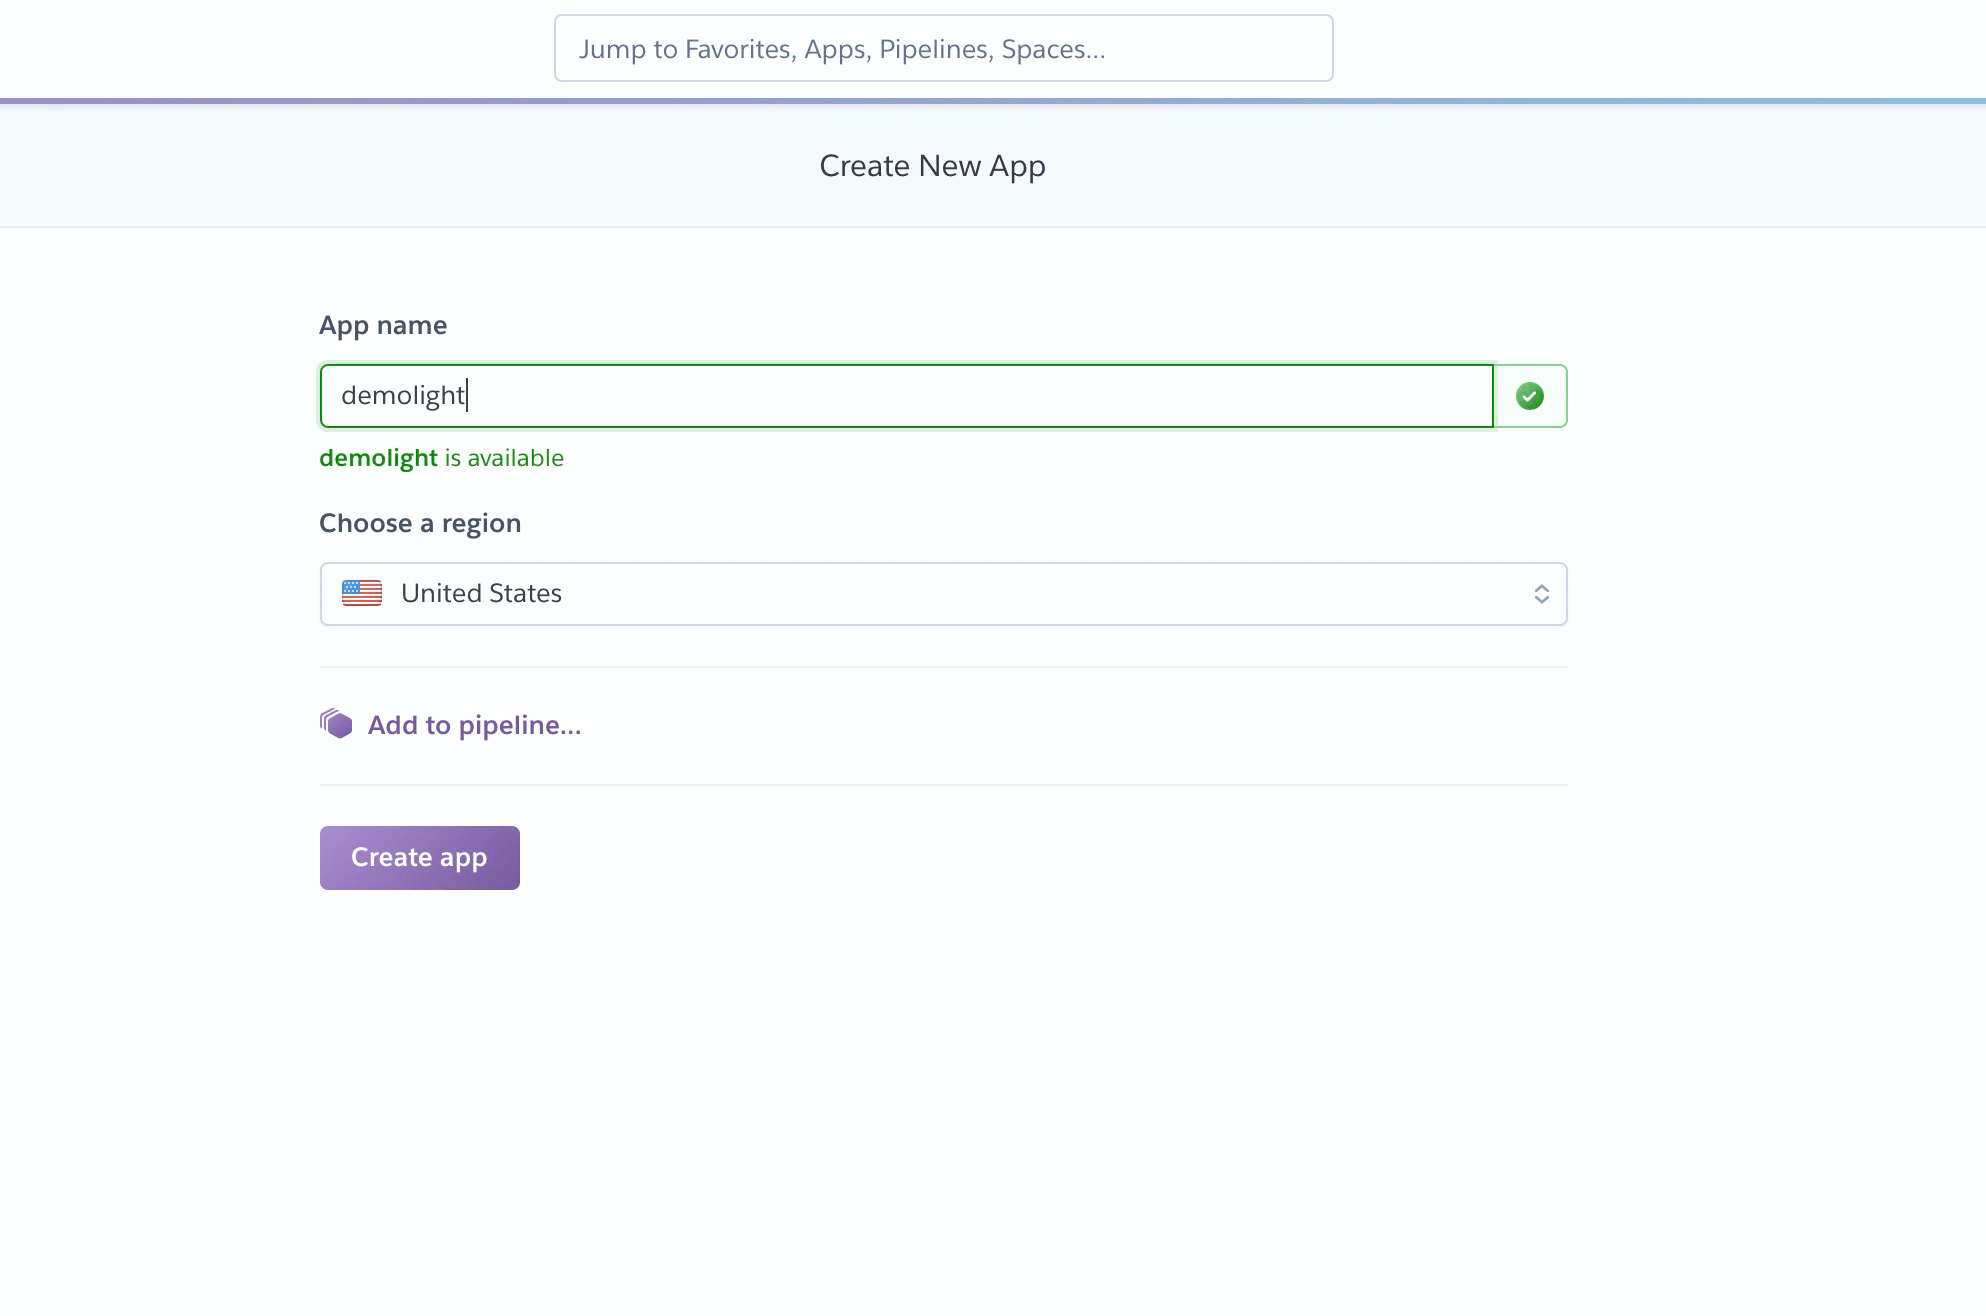 Jump to Favorites, Apps, Pipelines, Spaces...
Create New App
App name
demolight
demolight is available
Choose a region
United States
Add to pipeline...
Create app